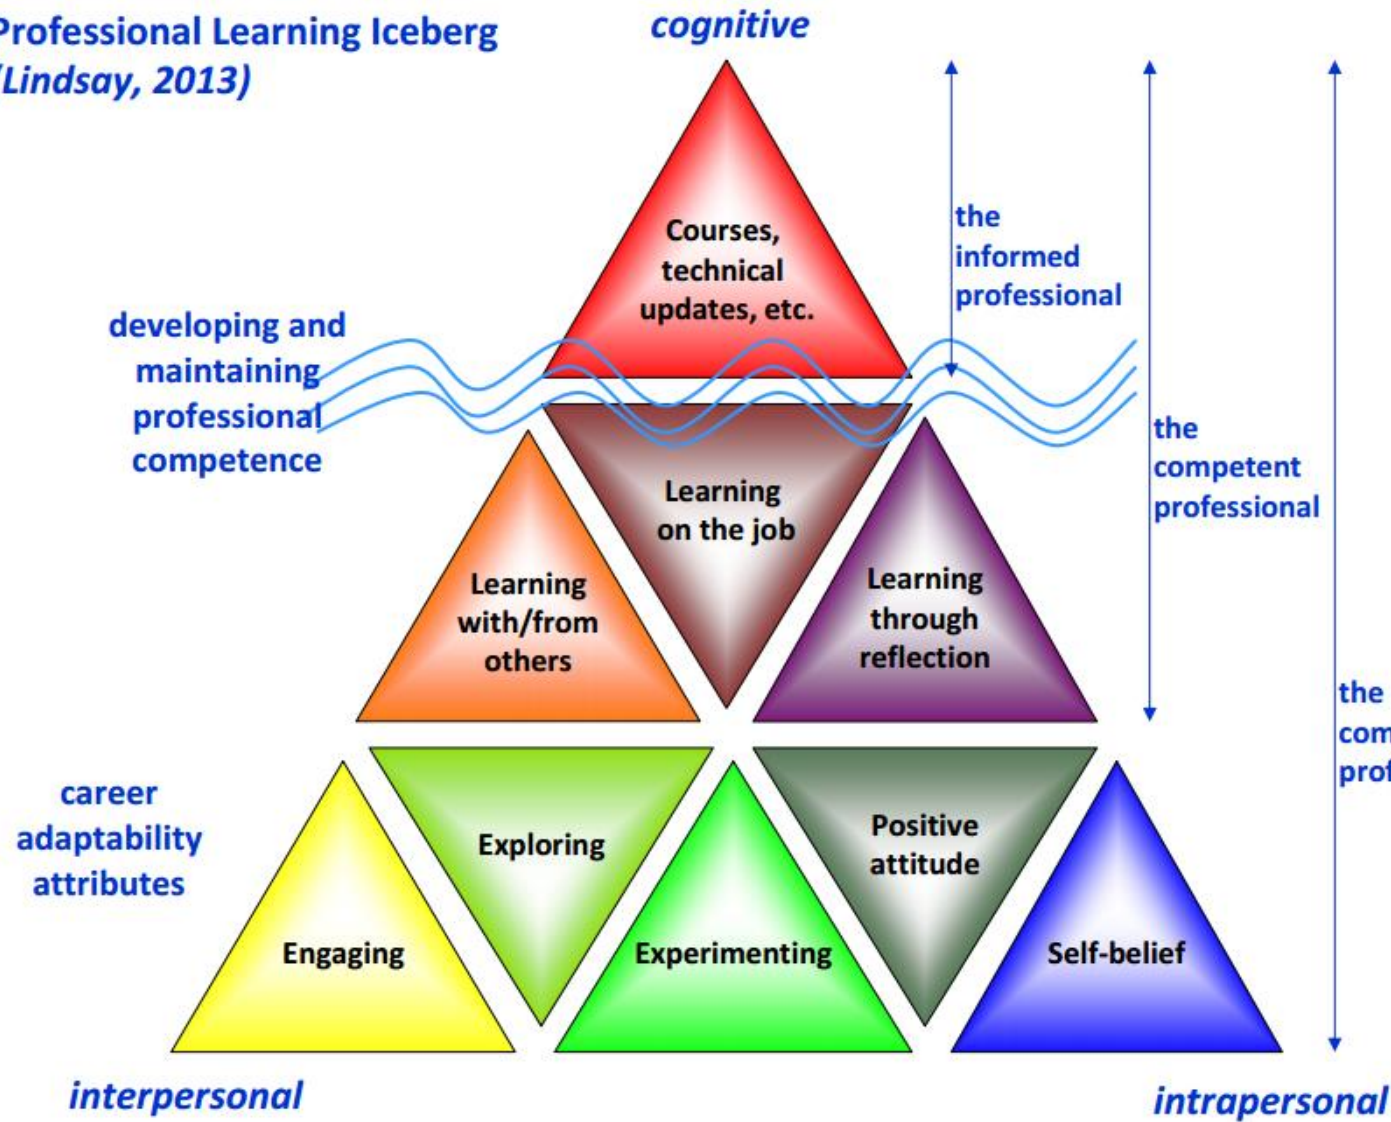 Professional Learning Iceberg
(Lindsay, 2013)
cognitive
Courses,
technical
updates, etc.
the
informed
professional
developing and
maintaining
professional
competence
the
competent
professional
Learning
on the job
Learning
with/from
others
Learning
through
reflection
the
com
prof
career
adaptability
attributes
Exploring
Positive
attitude
Engaging
Experimenting
Self-belief
interpersonal
intrapersonal